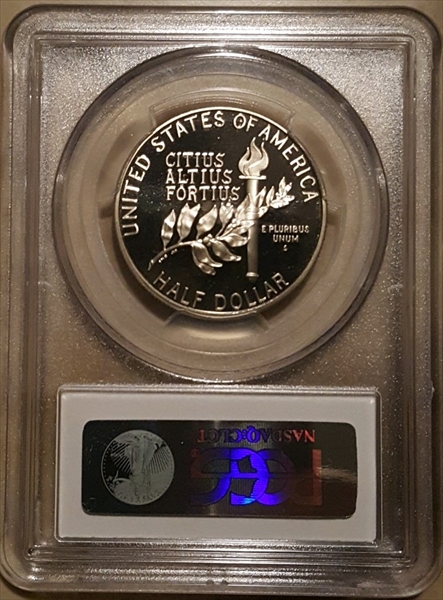 UNITED STATES OF AMERICA
CITIUS
ALTIUS
FORTIUS
E PLURIBUS
UNUM
S
HALF DOLLAR
NASDAQ:CLCT
PCGS